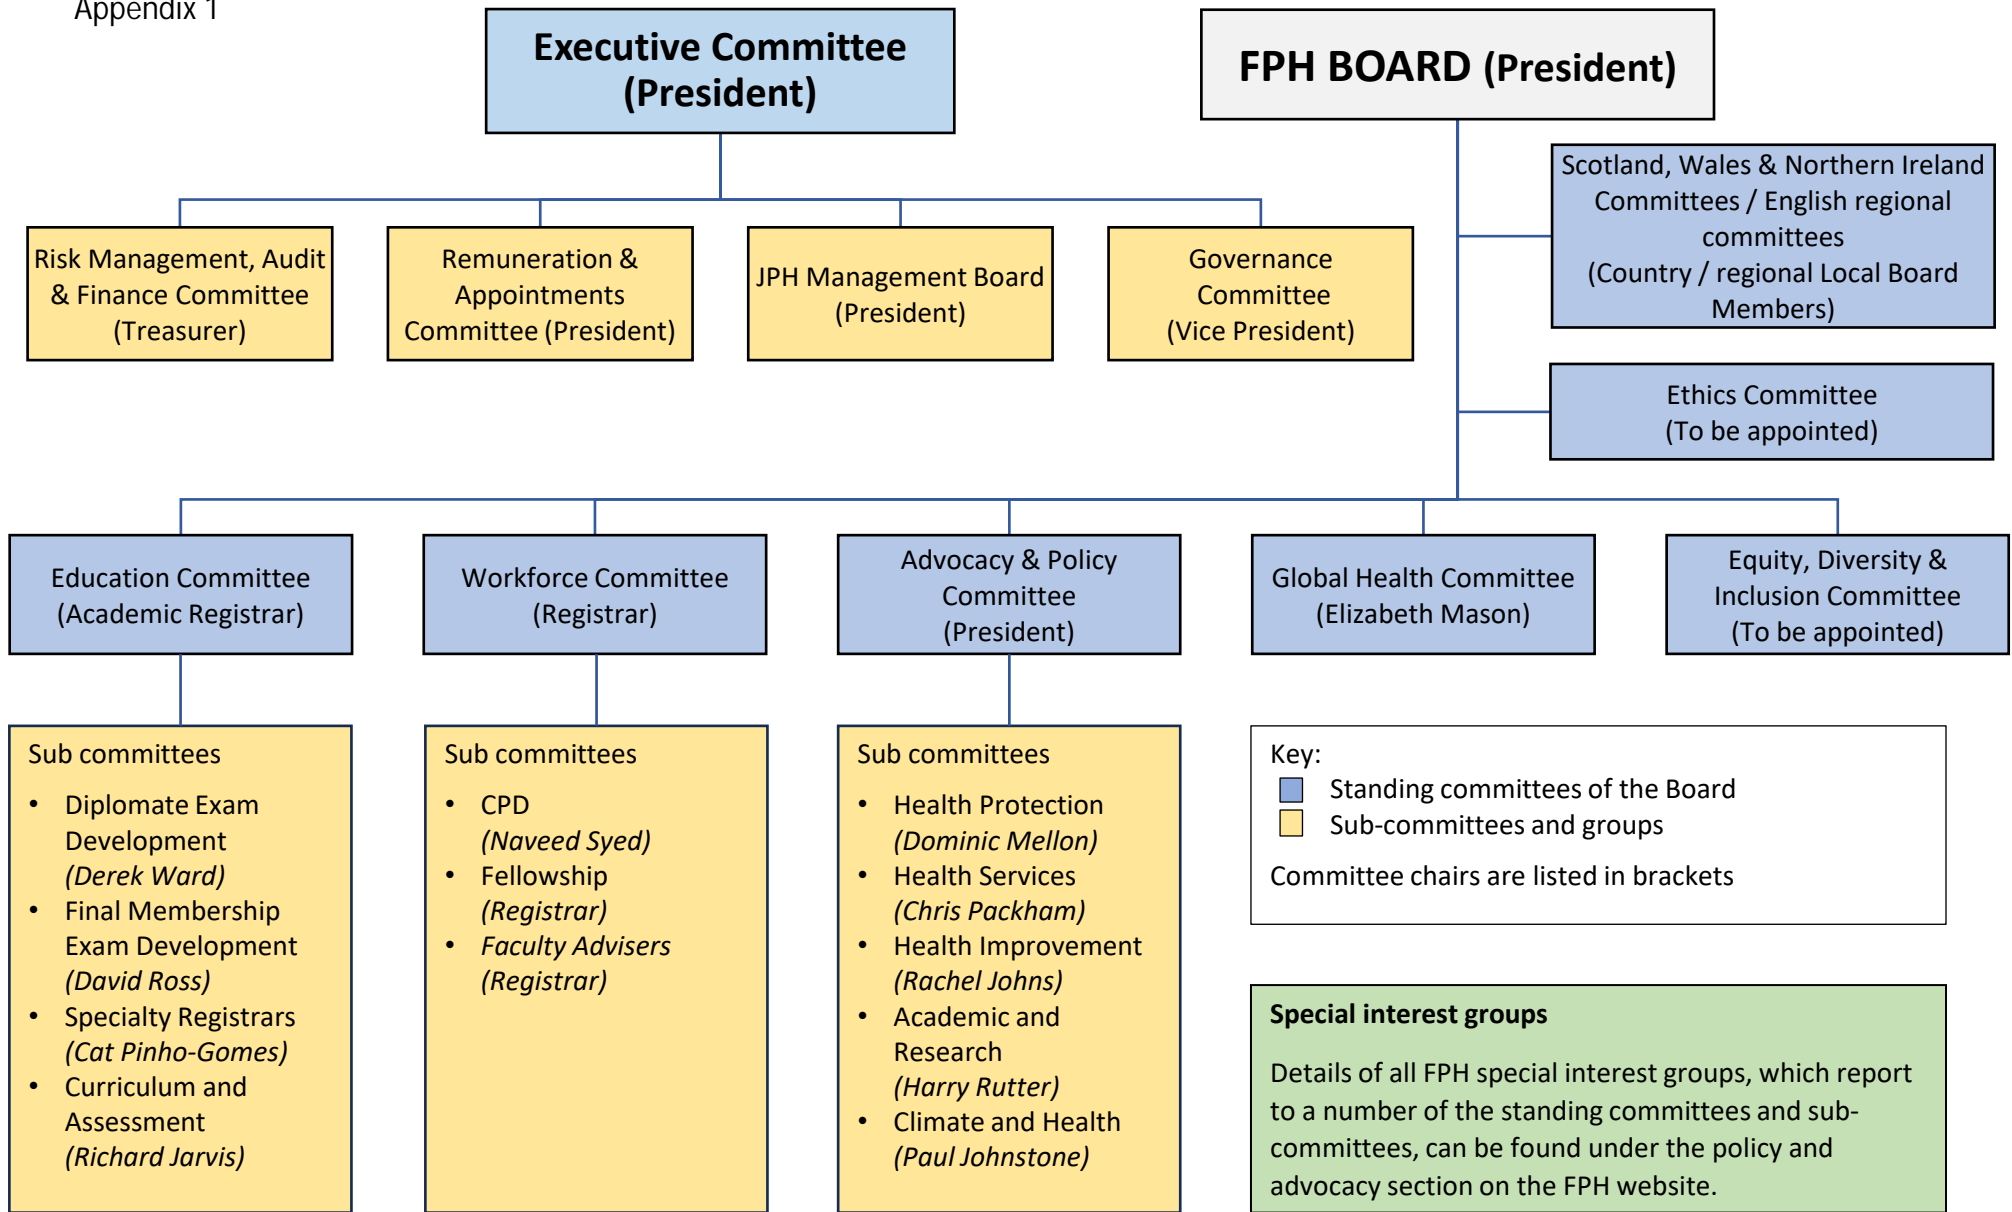 Appendix 1
Executive Committee
(President)
FPH BOARD (President)
Scotland, Wales & Northern Ireland
Committees / English regional
committees
(Country / regional Local Board
Members)
Risk Management, Audit
& Finance Committee
(Treasurer)
Remuneration &
Appointments
Committee (President)
JPH Management Board
(President)
Governance
Committee
(Vice President)
Ethics Committee
(To be appointed)
Education Committee
(Academic Registrar)
Workforce Committee
(Registrar)
Advocacy & Policy
Committee
(President)
Global Health Committee
(Elizabeth Mason)
Equity, Diversity &
Inclusion Committee
(To be appointed)
Sub committees
• Diplomate Exam
Development
(Derek Ward)
• Final Membership
Exam Development
(David Ross)
• Specialty Registrars
(Cat Pinho-Gomes)
• Curriculum and
Assessment
(Richard Jarvis)
Sub committees
• CPD
(Naveed Syed)
• Fellowship
(Registrar)
• Faculty Advisers
(Registrar)
Sub committees
• Health Protection
(Dominic Mellon)
• Health Services
(Chris Packham)
• Health Improvement
(Rachel Johns)
• Academic and
Research
(Harry Rutter)
• Climate and Health
(Paul Johnstone)
Key:
Standing committees of the Board
Sub-committees and groups
Committee chairs are listed in brackets
Special interest groups
Details of all FPH special interest groups, which report
to a number of the standing committees and sub-
committees, can be found under the policy and
advocacy section on the FPH website.